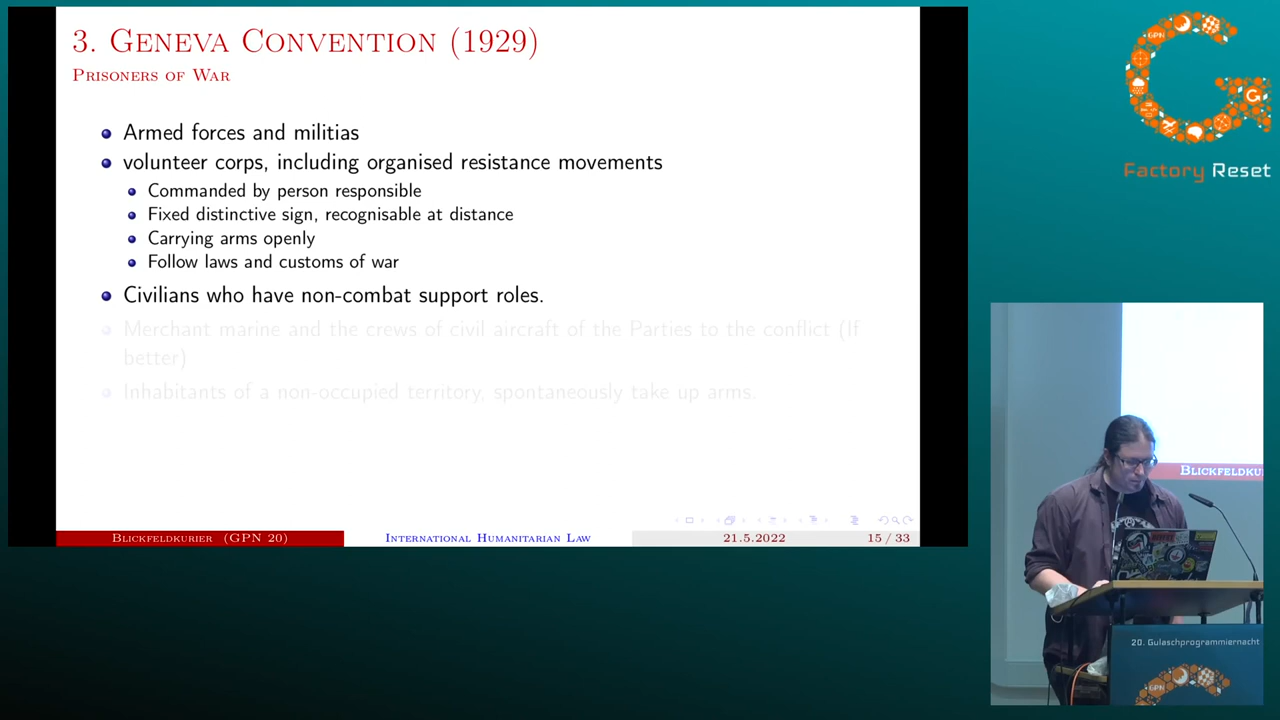 3. Geneva Convention (1929)
Prisoners of War
Armed forces and militias
volunteer corps, including organised resistance movements
Commanded by person responsible
Fixed distinctive sign, recognisable at distance
Carrying arms openly
Follow laws and customs of war
Civilians who have non-combat support roles.
Merchant marine and the crews of civil aircraft of the Parties to the conflict (If
better)
Inhabitants of a non-occupied territory, spontaneously take up arms.
Blickfeldkurier (GPN 20)
International Humanitarian Law
21.5.2022
15 / 33
GPN
G
Factory Reset
Blickfeldku
20. Gulaschprogrammiernacht
GPN